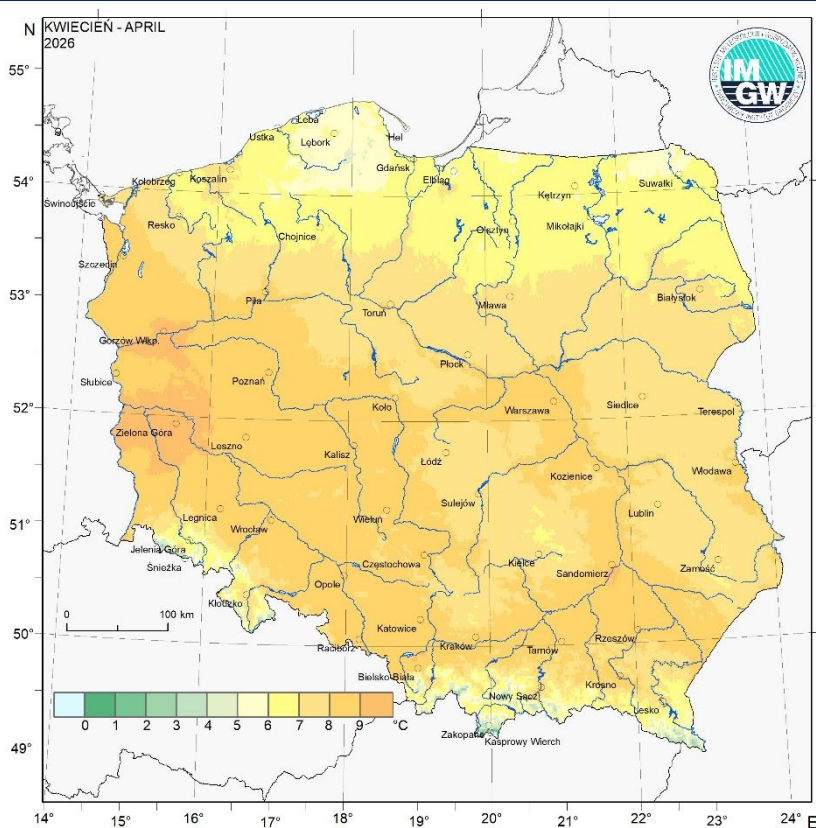 KWIECIEŃ - APRIL
2026
N
55°
54°
53°
52°
51°
50°
49°
IM
GW
Łeba
Ustka
Lębork
Hel
Gdańsk
Elbląg
Kołobrzeg
Koszalin
Kętrzyn
Suwałki
Świnoujście
Resko
Chojnice
Olsztyn
Mikołajki
Szczecin
Piła
Toruń
Mława
Białystok
Gorzów Wlkp.
Płock
Słubice
Poznań
Koło
Warszawa
Siedlce
Terespol
Zielona Góra
Leszno
Kalisz
Łódź
Kozienice
Włodawa
Legnica
Wrocław
Wieluń
Sulejów
Lublin
Jelenia Góra
Śnieżka
Częstochowa
Kielce
Sandomierz
Zamość
Kłodzko
Opole
0 100 km
Katowice
Racibórz
Kraków
Tarnów
Rzeszów
Bielsko-Biała
Nowy Sącz
Krosno
Lesko
Zakopane
Kasprowy Wierch
0 1 2 3 4 5 6 7 8 9 °C
14° 15° 16° 17° 18° 19° 20° 21° 22° 23° 24° E